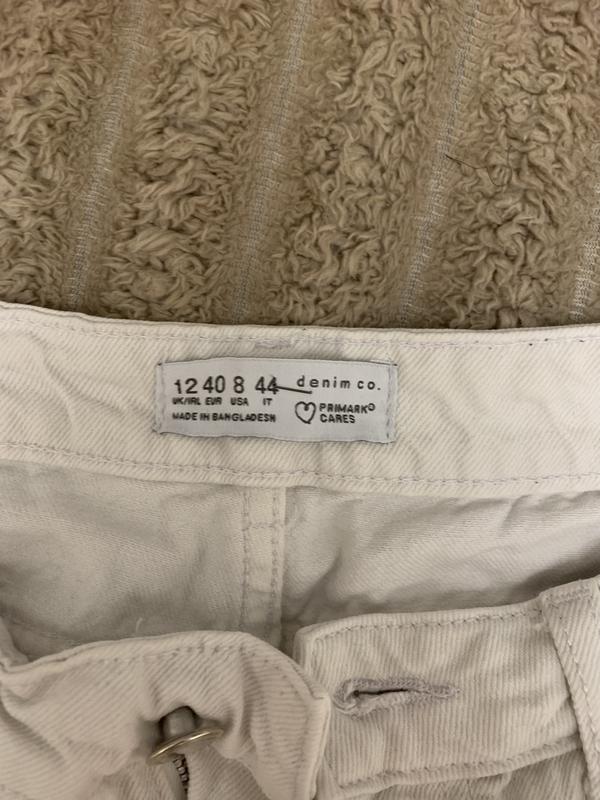 12 40 8 44 denim co.
UK/IRL EUR USA IT
MADE IN BANGLADESH
PRIMARK®
CARES